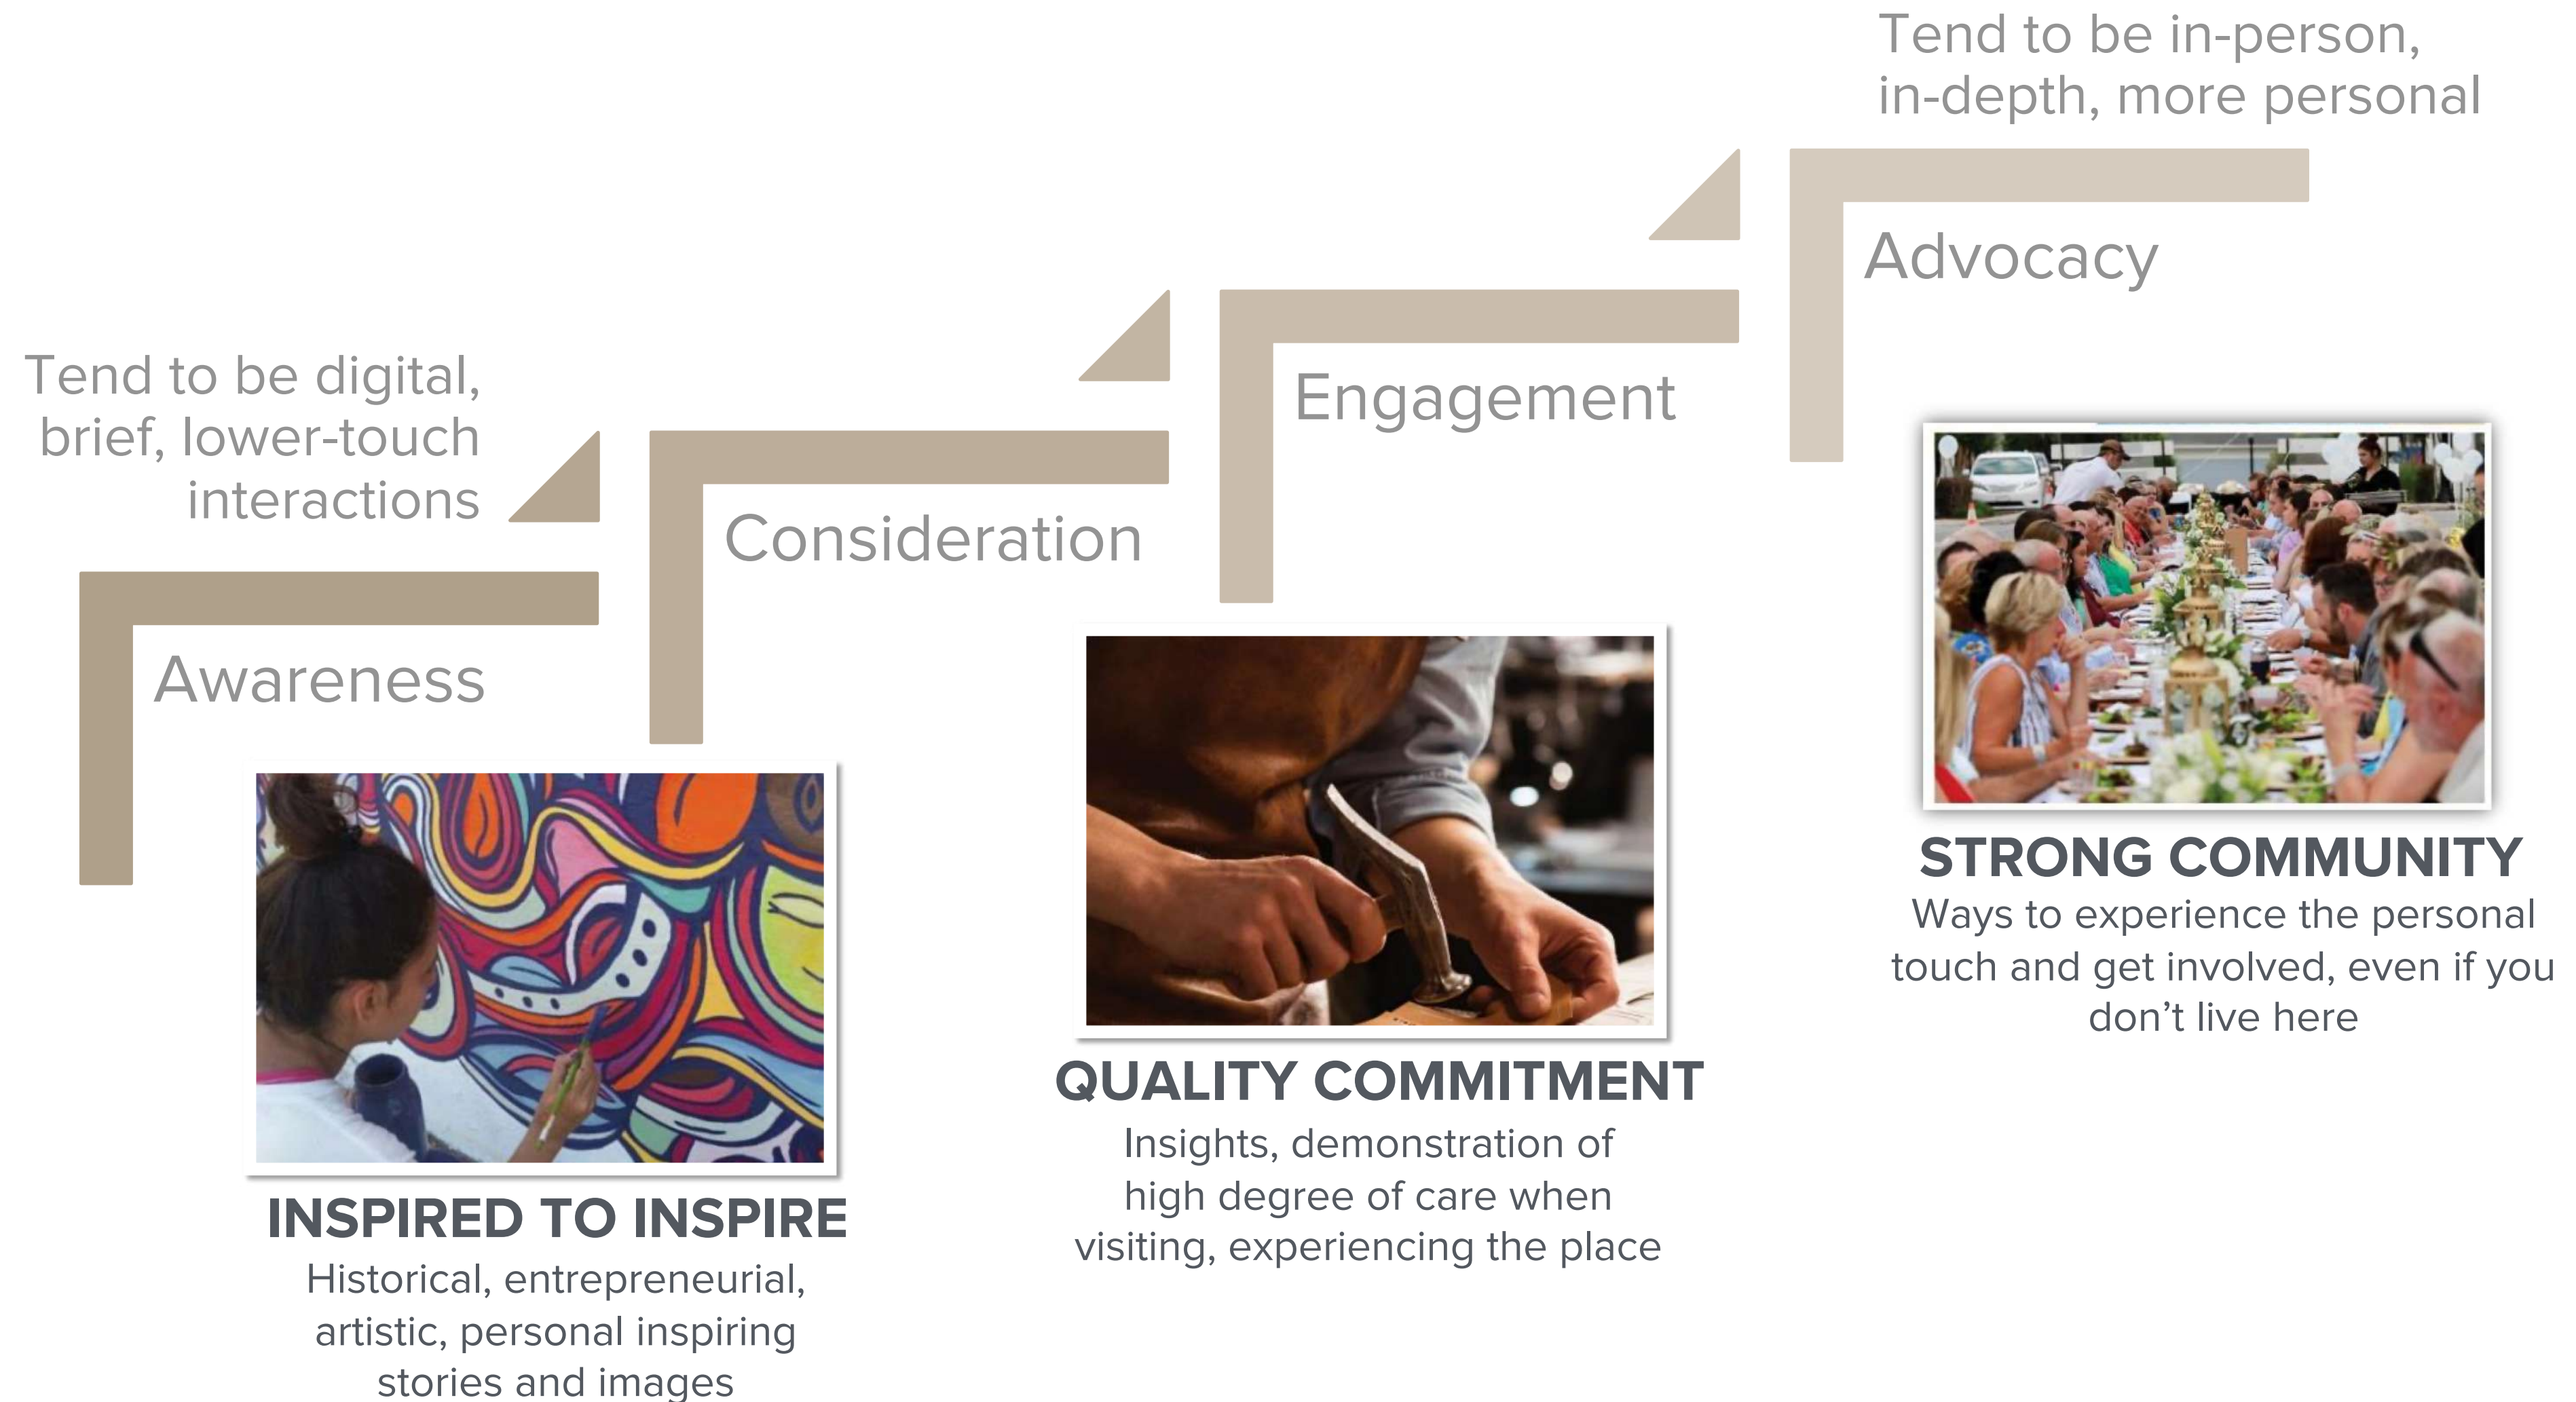 Tend to be in-person,
in-depth, more personal
Advocacy
Engagement
Tend to be digital,
brief, lower-touch
interactions
Consideration
Awareness
INSPIRED TO INSPIRE
Historical, entrepreneurial,
artistic, personal inspiring
stories and images
QUALITY COMMITMENT
Insights, demonstration of
high degree of care when
visiting, experiencing the place
STRONG COMMUNITY
Ways to experience the personal
touch and get involved, even if you
don’t live here